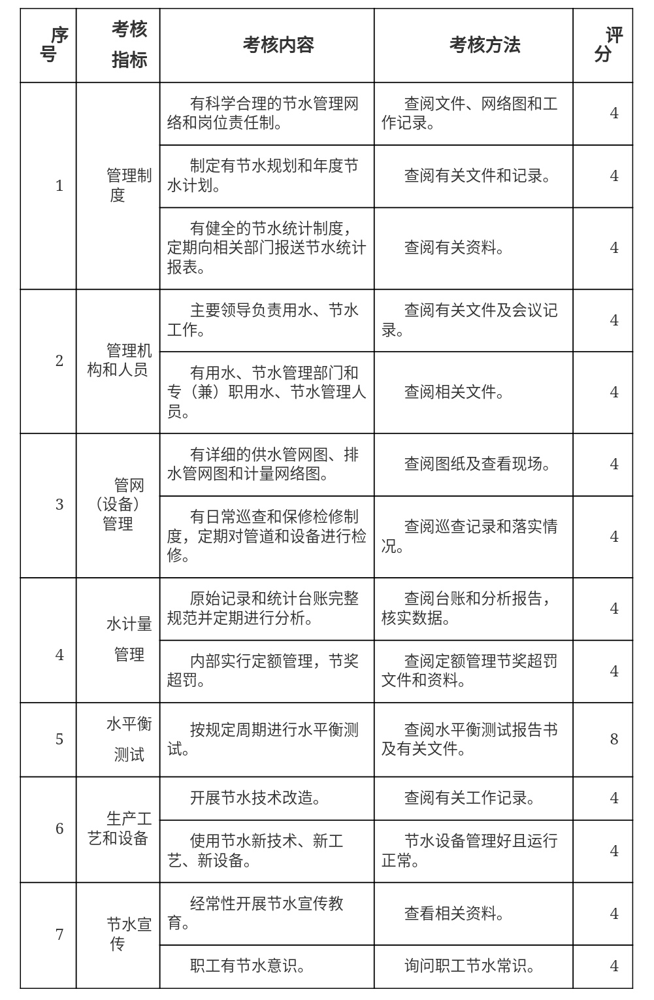 序
号
考核
指标
考核内容
考核方法
评
分
1
管理制
度
有科学合理的节水管理网
络和岗位责任制。
查阅文件、网络图和工
作记录。
4
制定有节水规划和年度节
水计划。
查阅有关文件和记录。
4
有健全的节水统计制度，
定期向相关部门报送节水统计
报表。
查阅有关资料。
4
2
管理机
构和人员
主要领导负责用水、节水
工作。
查阅有关文件及会议记
录。
4
有用水、节水管理部门和
专（兼）职用水、节水管理人
员。
查阅相关文件。
4
3
管网
（设备）
管理
有详细的供水管网图、排
水管网图和计量网络图。
查阅图纸及查看现场。
4
有日常巡查和保修检修制
度，定期对管道和设备进行检
修。
查阅巡查记录和落实情
况。
4
4
水计量
管理
原始记录和统计台账完整
规范并定期进行分析。
查阅台账和分析报告，
核实数据。
4
内部实行定额管理，节奖
超罚。
查阅定额管理节奖超罚
文件和资料。
4
5
水平衡
测试
按规定周期进行水平衡测
试。
查阅水平衡测试报告书
及有关文件。
8
6
生产工
艺和设备
开展节水技术改造。
查阅有关工作记录。
4
使用节水新技术、新工
艺、新设备。
节水设备管理好且运行
正常。
4
7
节水宣
传
经常性开展节水宣传教
育。
查看相关资料。
4
职工有节水意识。
询问职工节水常识。
4